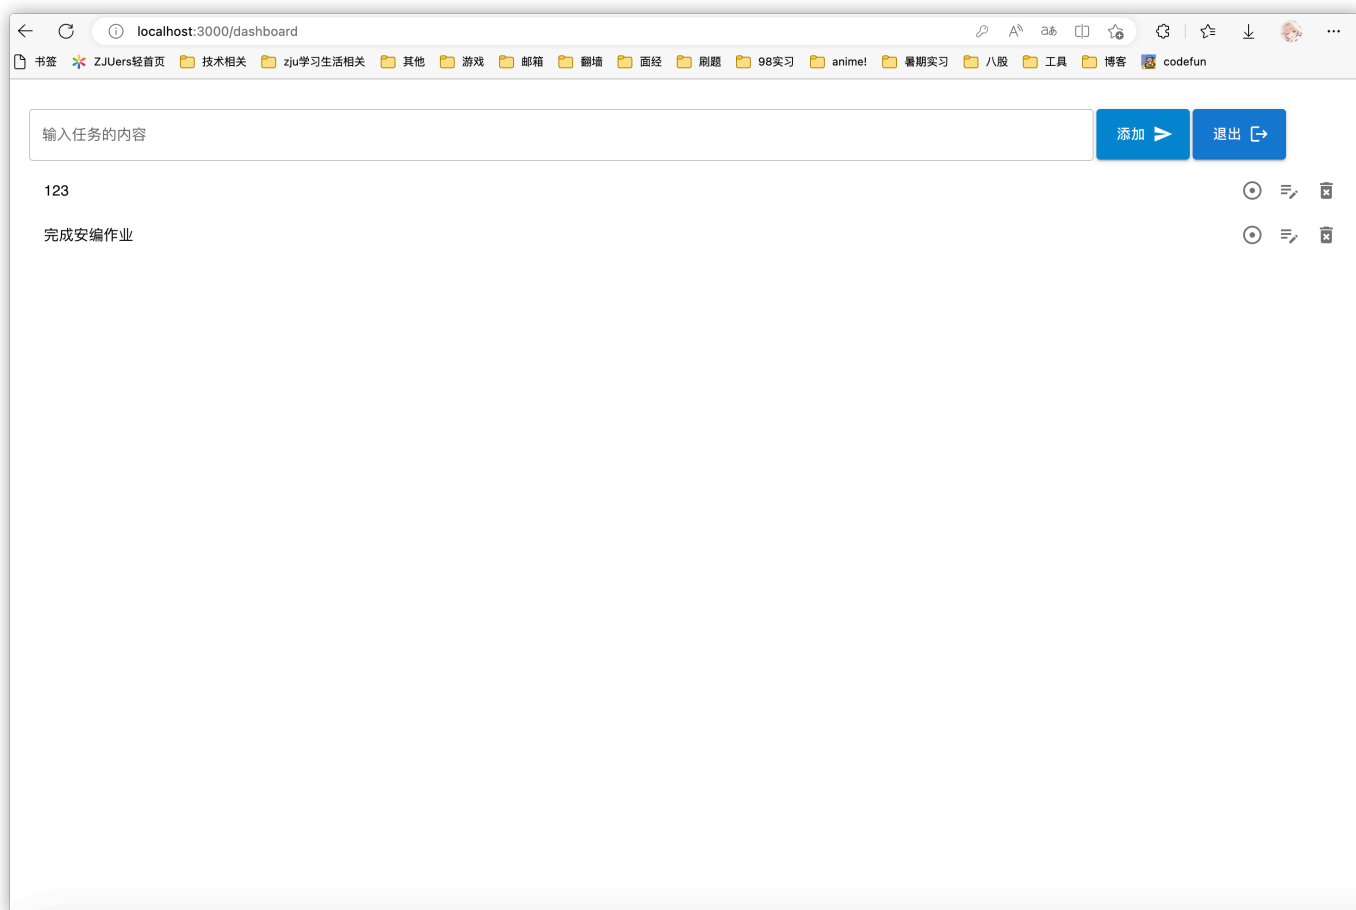 localhost:3000/dashboard
书签 ZJUers轻首页 技术相关 zju学习生活相关 其他 游戏 邮箱 翻墙 面经 刷题 98实习 anime! 暑期实习 八股 工具 博客 codefun
输入任务的内容 添加 退出
123
完成安编作业